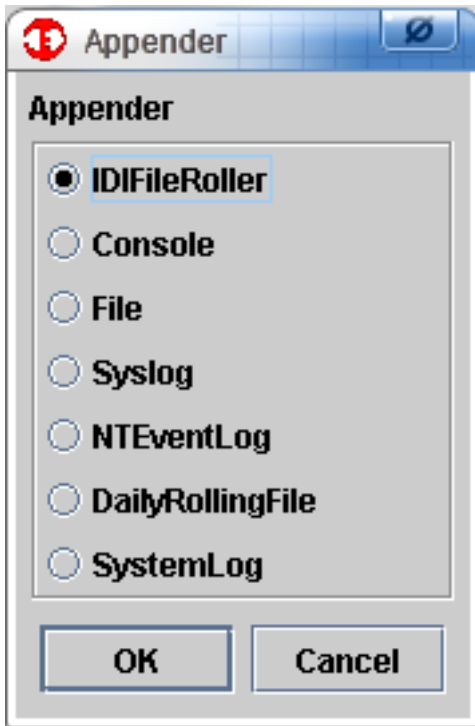 Appender
Appender
IDIFileRoller
Console
File
Syslog
NTEventLog
DailyRollingFile
SystemLog
OK
Cancel